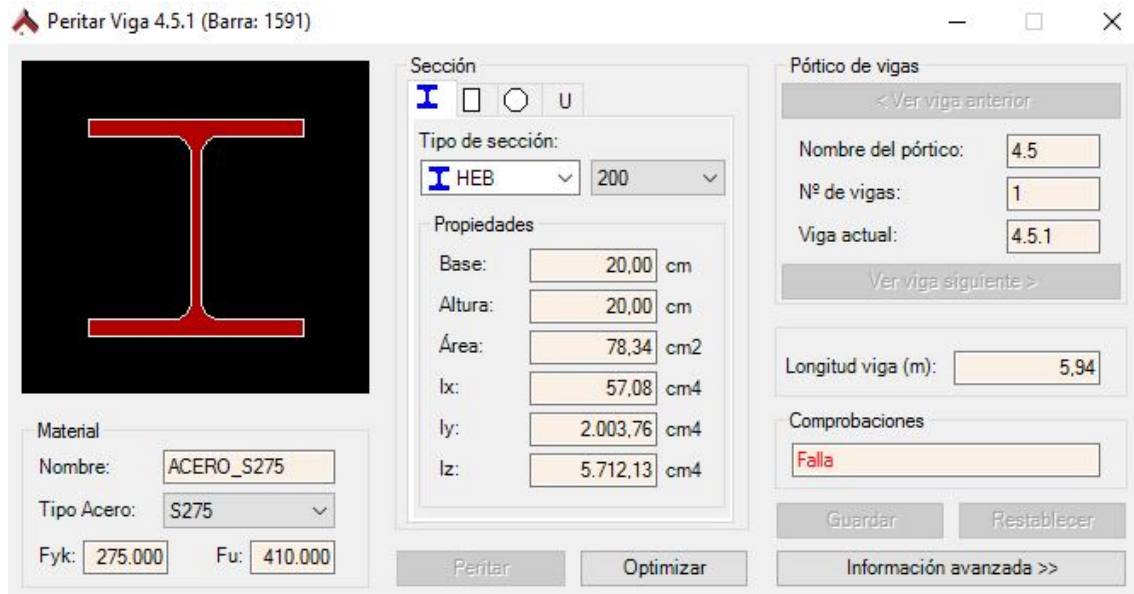 Peritar Viga 4.5.1 (Barra: 1591)
Sección
U
Tipo de sección:
HEB 200
Propiedades
Base: 20,00 cm
Altura: 20,00 cm
Área: 78,34 cm2
Ix: 57,08 cm4
Iy: 2.003,76 cm4
Iz: 5.712,13 cm4
Peritar Optimizar
Material
Nombre: ACERO_S275
Tipo Acero: S275
Fyk: 275.000 Fu: 410.000
Pórtico de vigas
< Ver viga anterior
Nombre del pórtico: 4.5
Nº de vigas: 1
Viga actual: 4.5.1
Ver viga siguiente >
Longitud viga (m): 5,94
Comprobaciones
Falla
Guardar Restablecer
Información avanzada >>